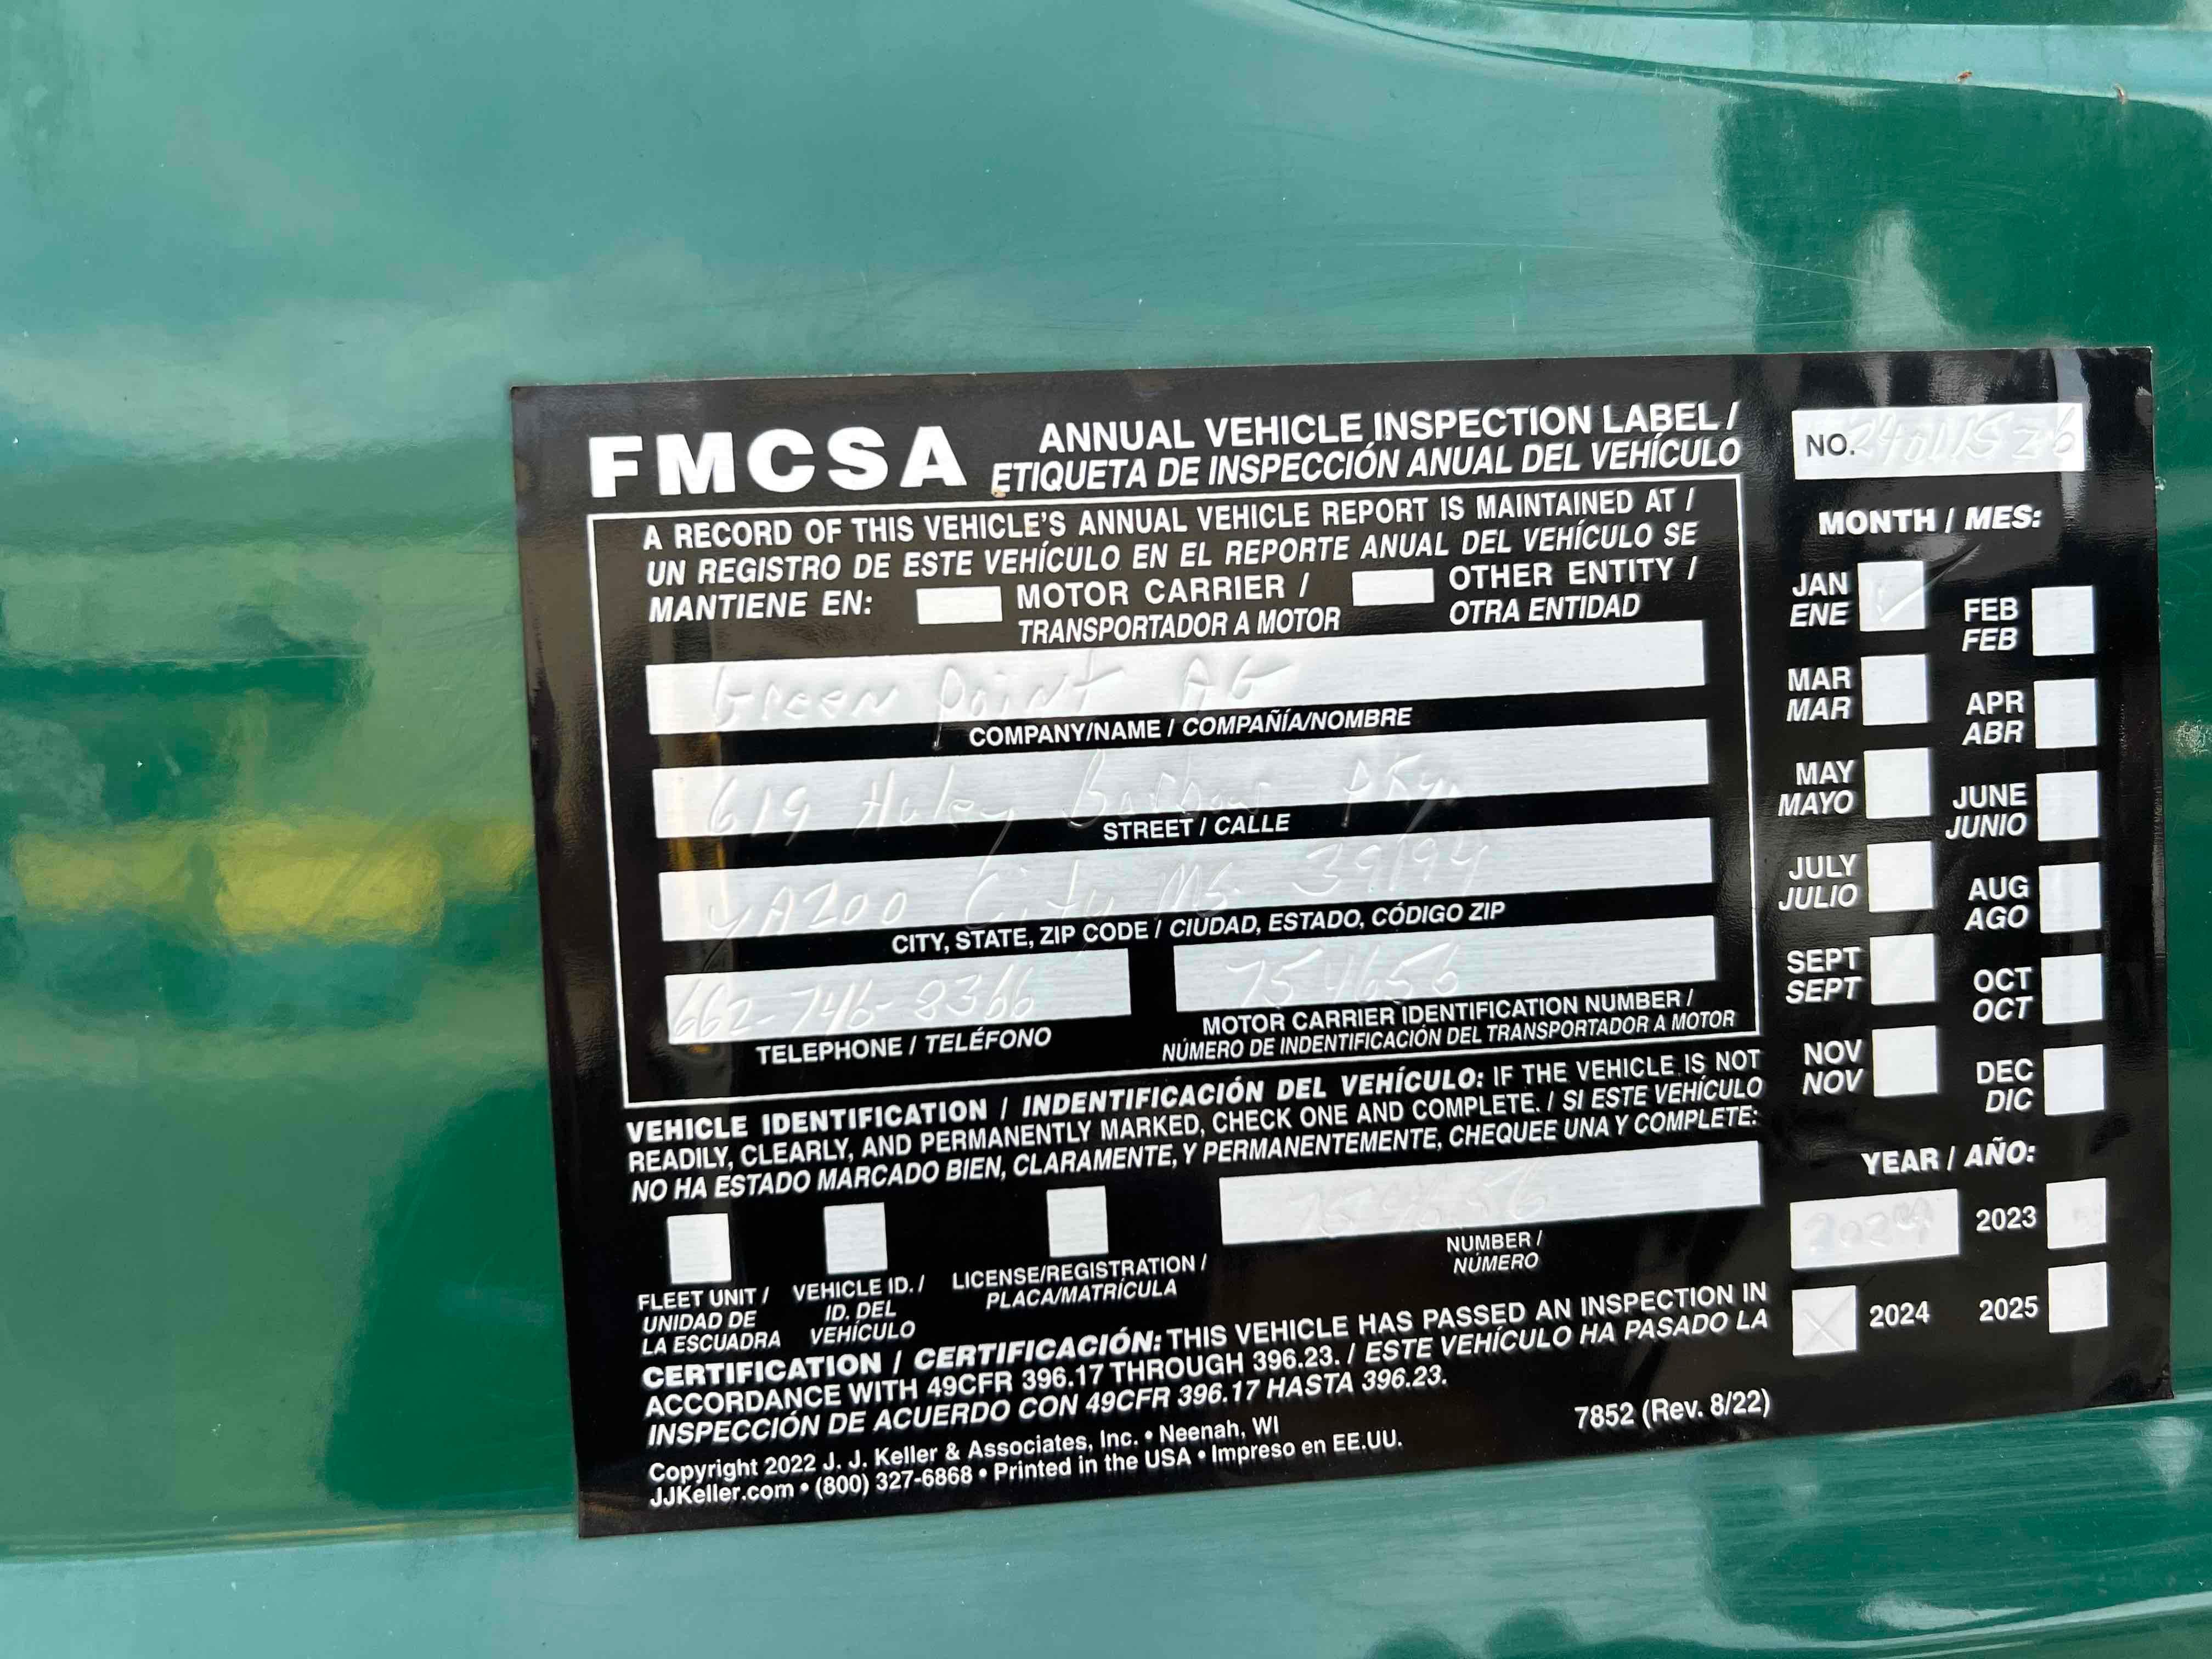 FMCSA
ANNUAL VEHICLE INSPECTION LABEL /
ETIQUETA DE INSPECCIÓN ANUAL DEL VEHÍCULO
A RECORD OF THIS VEHICLE'S ANNUAL VEHICLE REPORT IS MAINTAINED AT /
UN REGISTRO DE ESTE VEHÍCULO EN EL REPORTE ANUAL DEL VEHÍCULO SE
MANTIENE EN:
MOTOR CARRIER /
TRANSPORTADOR A MOTOR
OTHER ENTITY /
OTRA ENTIDAD
Green Point AG
COMPANY/NAME / COMPAÑÍA/NOMBRE
619 Haley Barbour PKy.
STREET / CALLE
YAZOO City MS. 39194
CITY, STATE, ZIP CODE / CIUDAD, ESTADO, CÓDIGO ZIP
662-746-8366
TELEPHONE / TELÉFONO
754656
MOTOR CARRIER IDENTIFICATION NUMBER /
NÚMERO DE INDENTIFICACIÓN DEL TRANSPORTADOR A MOTOR
VEHICLE IDENTIFICATION / INDENTIFICACIÓN DEL VEHÍCULO: IF THE VEHICLE IS NOT
READILY, CLEARLY, AND PERMANENTLY MARKED, CHECK ONE AND COMPLETE. / SI ESTE VEHÍCULO
NO HA ESTADO MARCADO BIEN, CLARAMENTE, Y PERMANENTEMENTE, CHEQUEE UNA Y COMPLETE:
FLEET UNIT /
UNIDAD DE
LA ESCUADRA
VEHICLE ID. /
ID. DEL
VEHÍCULO
LICENSE/REGISTRATION /
PLACA/MATRÍCULA
754656
NUMBER /
NÚMERO
CERTIFICATION / CERTIFICACIÓN: THIS VEHICLE HAS PASSED AN INSPECTION IN
ACCORDANCE WITH 49CFR 396.17 THROUGH 396.23. / ESTE VEHÍCULO HA PASADO LA
INSPECCIÓN DE ACUERDO CON 49CFR 396.17 HASTA 396.23.
Copyright 2022 J. J. Keller & Associates, Inc. • Neenah, WI
JJKeller.com • (800) 327-6868 • Printed in the USA • Impreso en EE.UU.
7852 (Rev. 8/22)
NO.
MONTH / MES:
JAN
ENE
FEB
FEB
MAR
MAR
APR
ABR
MAY
MAYO
JUNE
JUNIO
JULY
JULIO
AUG
AGO
SEPT
SEPT
OCT
OCT
NOV
NOV
DEC
DIC
YEAR / AÑO:
2024
2023
2024
2025